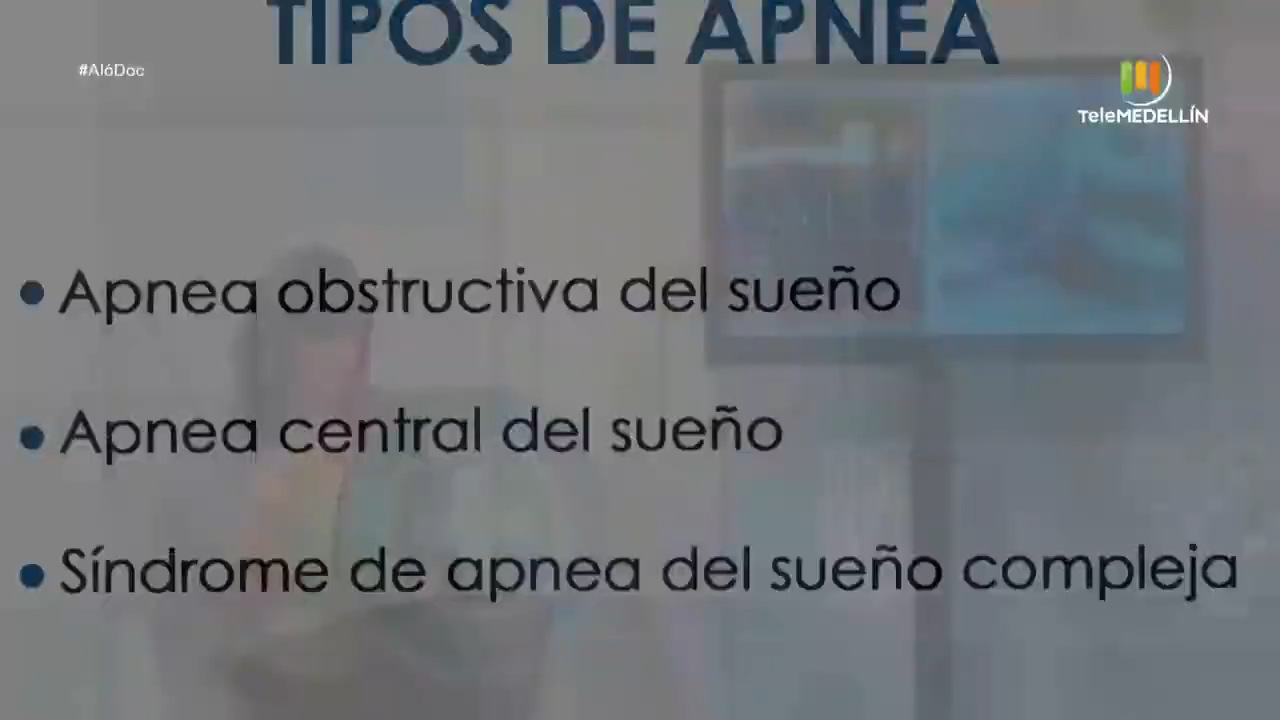 TIPOS DE APNEA
#AlóDoc
TeleMEDELLÍN
• Apnea obstructiva del sueño
• Apnea central del sueño
• Síndrome de apnea del sueño compleja